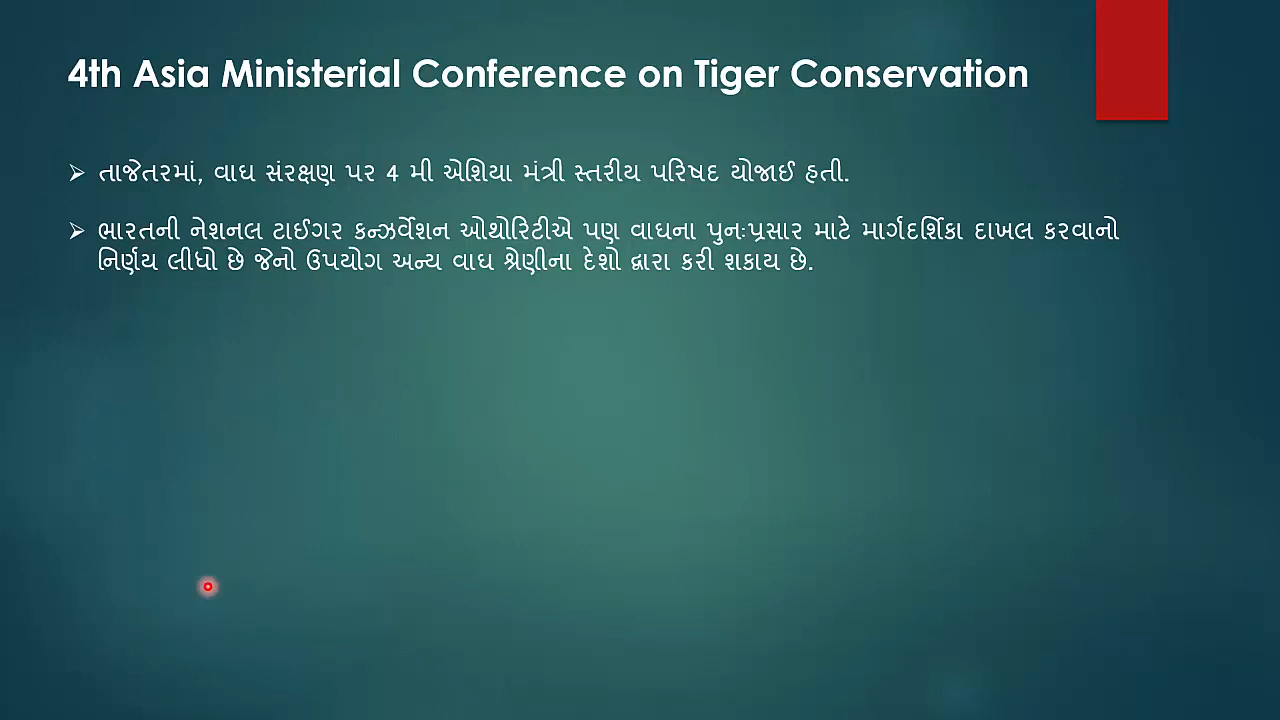 4th Asia Ministerial Conference on Tiger Conservation
તાજેતરમાં, વાઘ સંરક્ષણ પર 4 મી એશિયા મંત્રી સ્તરીય પરિષદ યોજાઈ હતી.
ભારતની નેશનલ ટાઈગર કન્ઝર્વેશન ઓથોરિટીએ પણ વાઘના પુનઃપ્રસાર માટે માર્ગદર્શિકા દાખલ કરવાનો
નિર્ણય લીધો છે જેનો ઉપયોગ અન્ય વાઘ શ્રેણીના દેશો દ્વારા કરી શકાય છે.